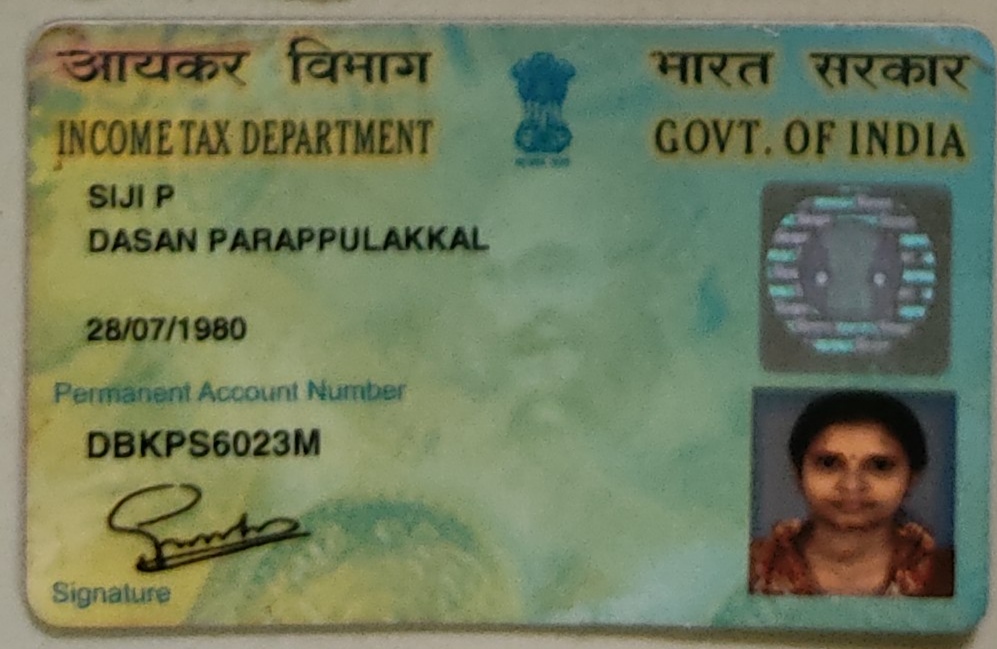 आयकर विभाग भारत सरकार
INCOME TAX DEPARTMENT GOVT. OF INDIA
SIJI P
DASAN PARAPPULAKKAL
28/07/1980
Permanent Account Number
DBKPS6023M
Signature